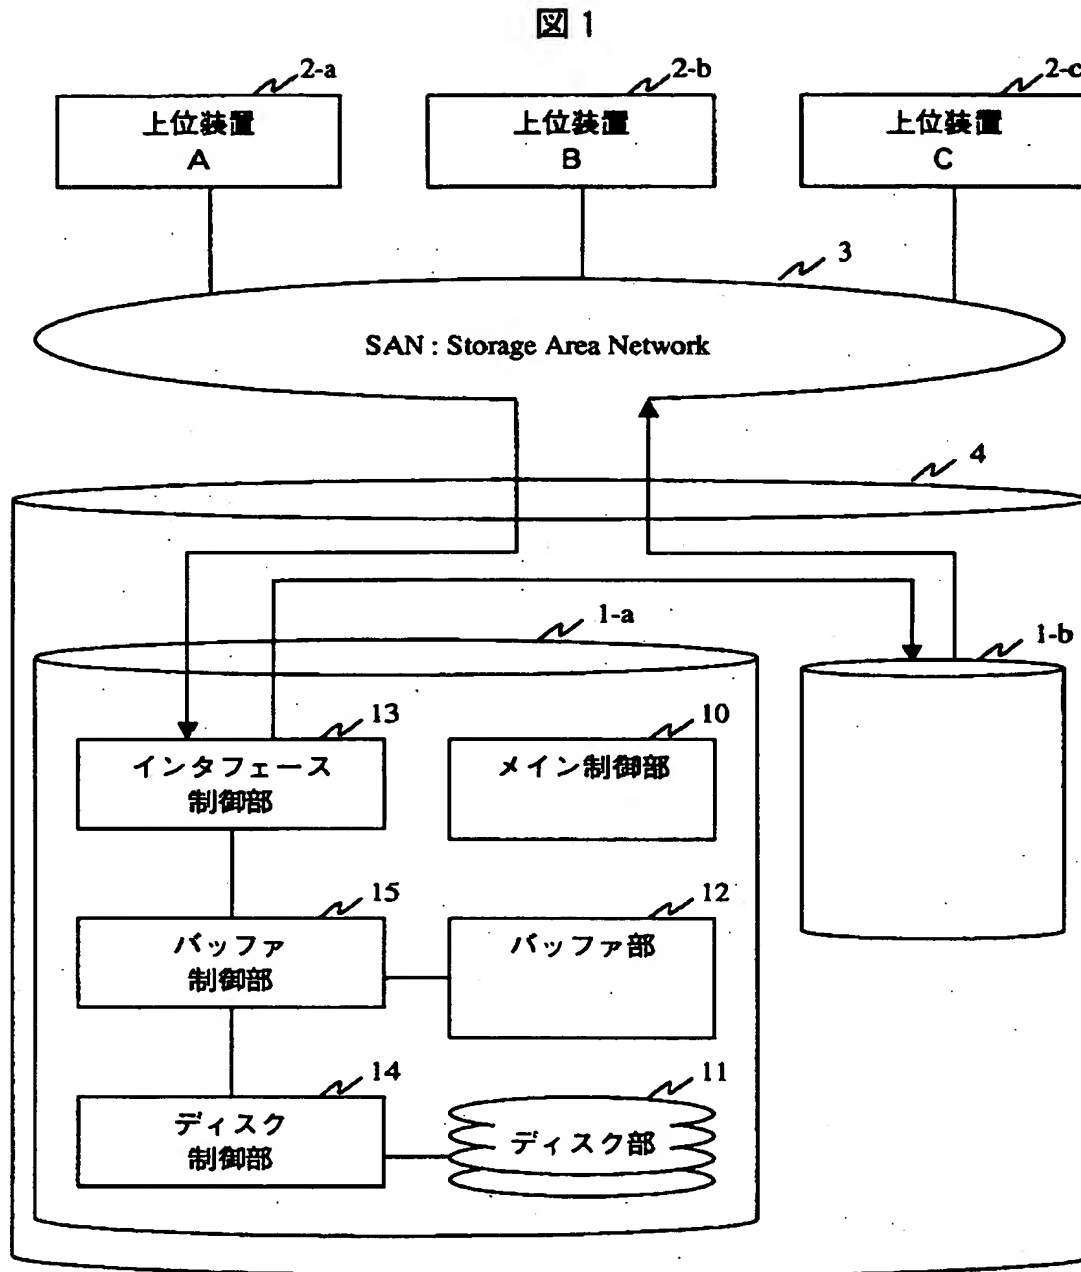 図1
2-a
2-b
2-c
上位装置
A
上位装置
B
上位装置
C
3
SAN : Storage Area Network
4
1-a
1-b
13
10
インタフェース
制御部
メイン制御部
15
12
バッファ
制御部
バッファ部
14
11
ディスク
制御部
ディスク部